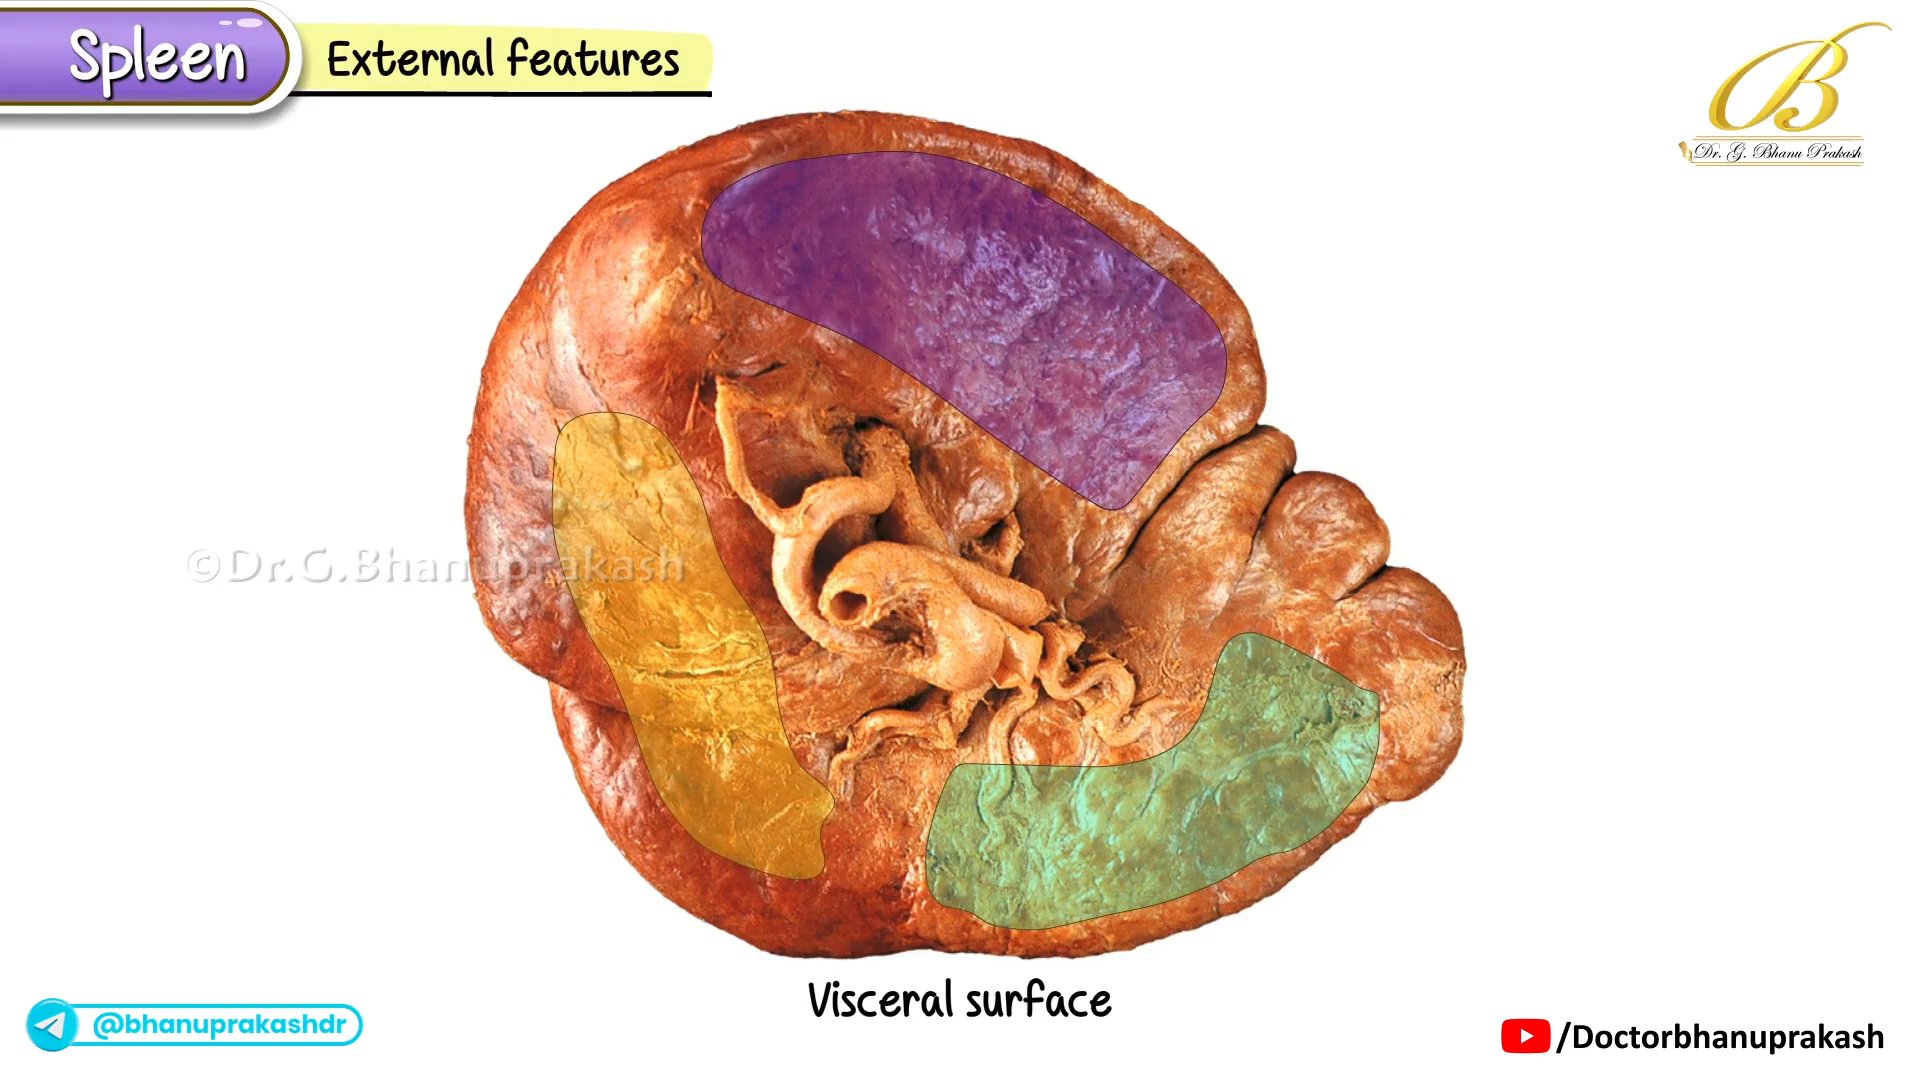 Spleen
External features
Dr. G. Bhanu Prakash
©Dr.G.Bhanuprakash
Visceral surface
@bhanuprakashdr
/Doctorbhanuprakash